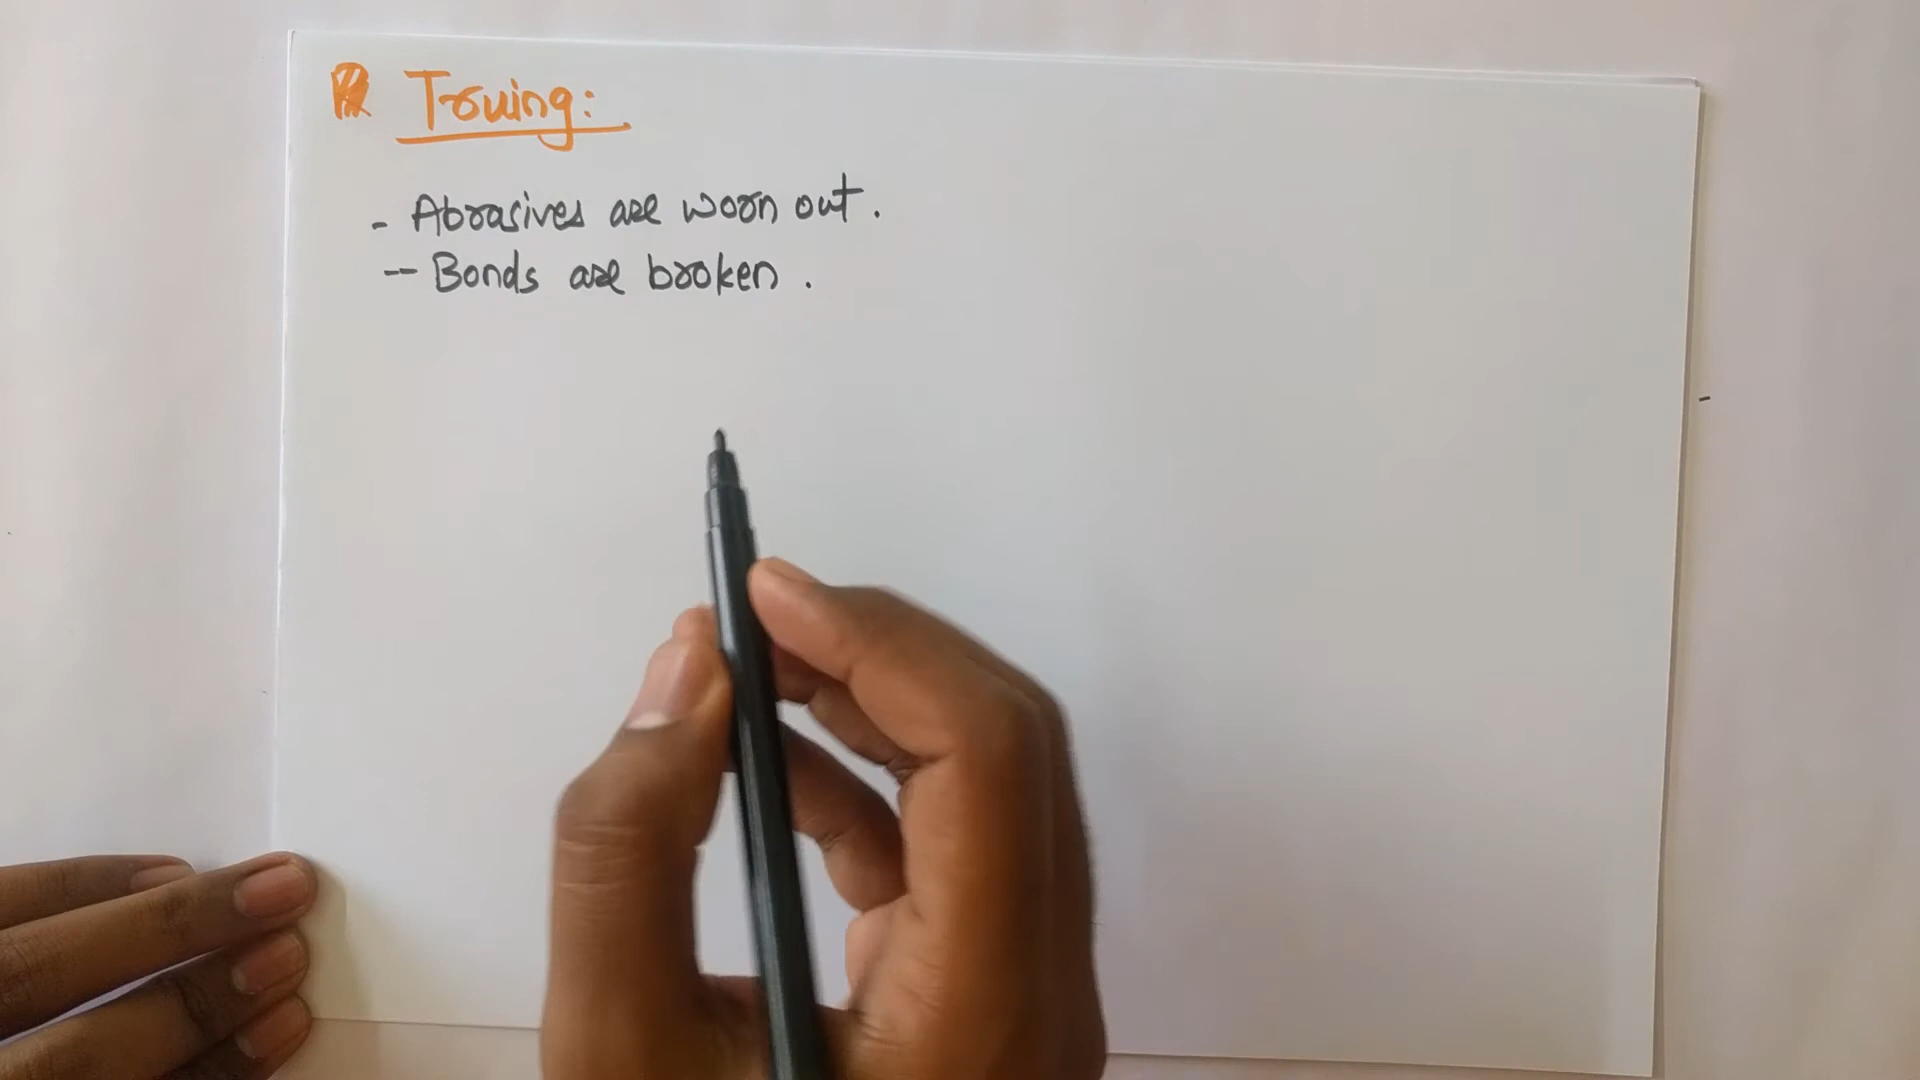 Truing:
- Abrasives are worn out.
-- Bonds are broken.